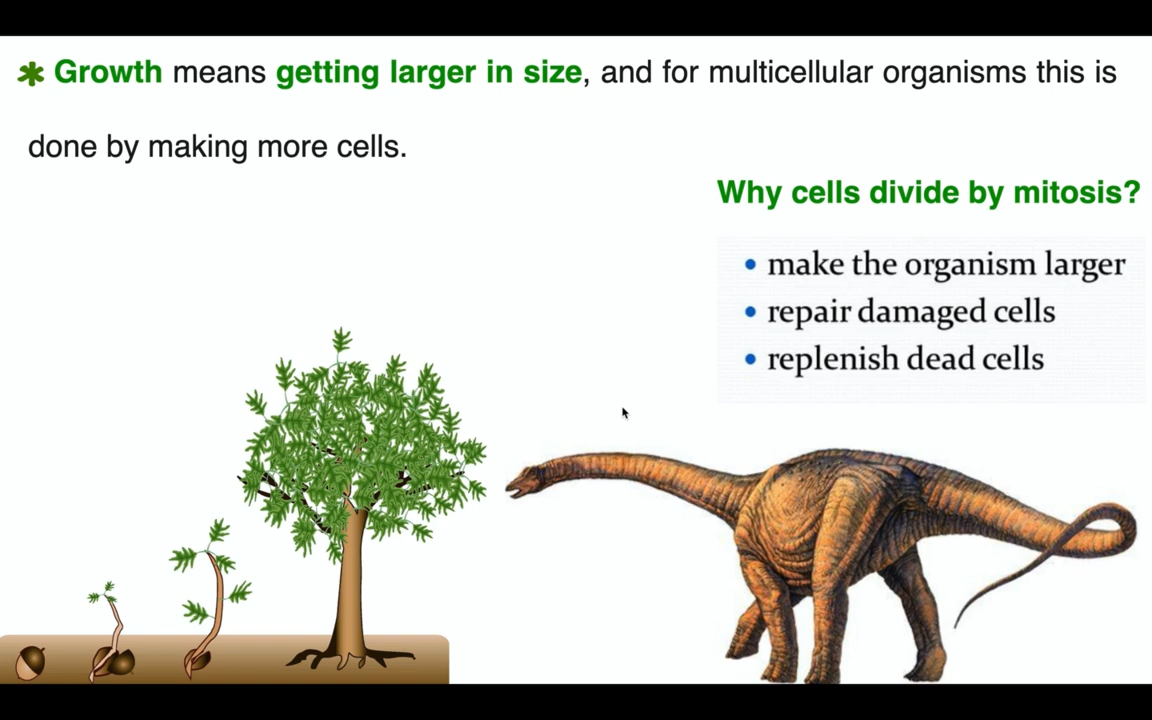 * Growth means getting larger in size, and for multicellular organisms this is
done by making more cells.
Why cells divide by mitosis?
• make the organism larger
• repair damaged cells
• replenish dead cells